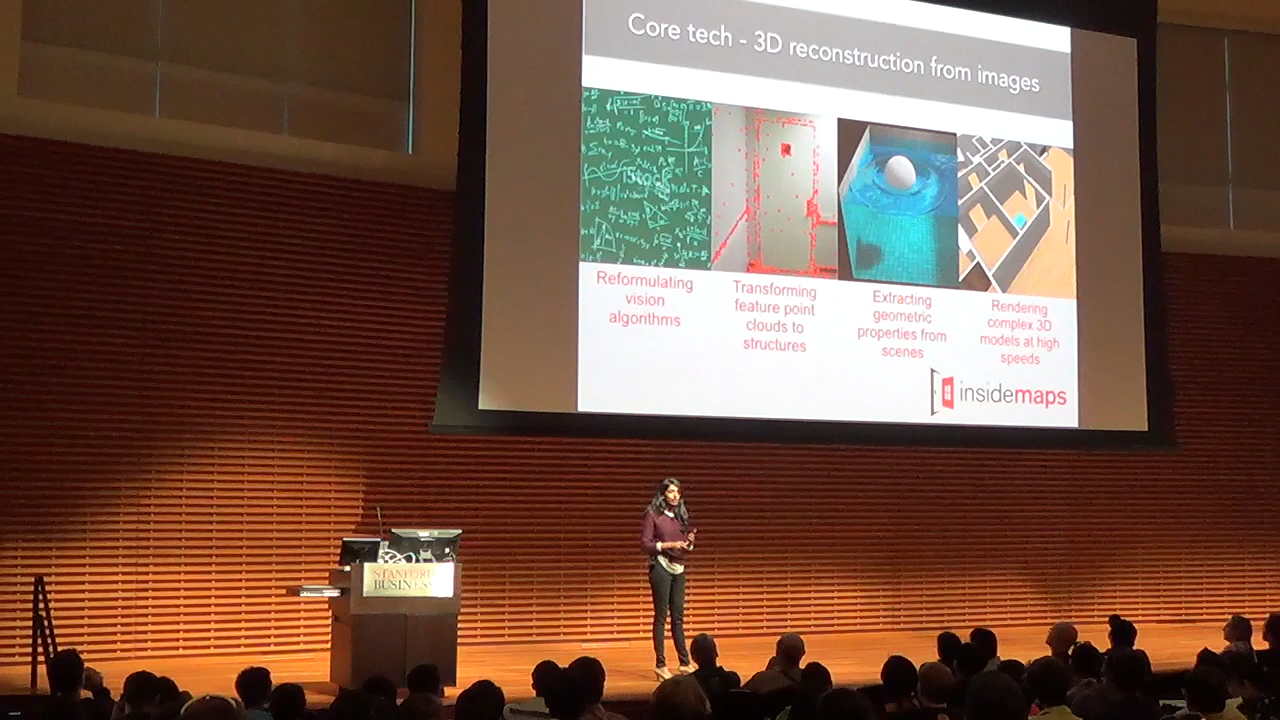 Core tech - 3D reconstruction from images
iStock
Reformulating
vision
algorithms
Transforming
feature point
clouds to
structures
Extracting
geometric
properties from
scenes
Rendering
complex 3D
models at high
speeds
insidemaps
STANFORD
BUSINESS